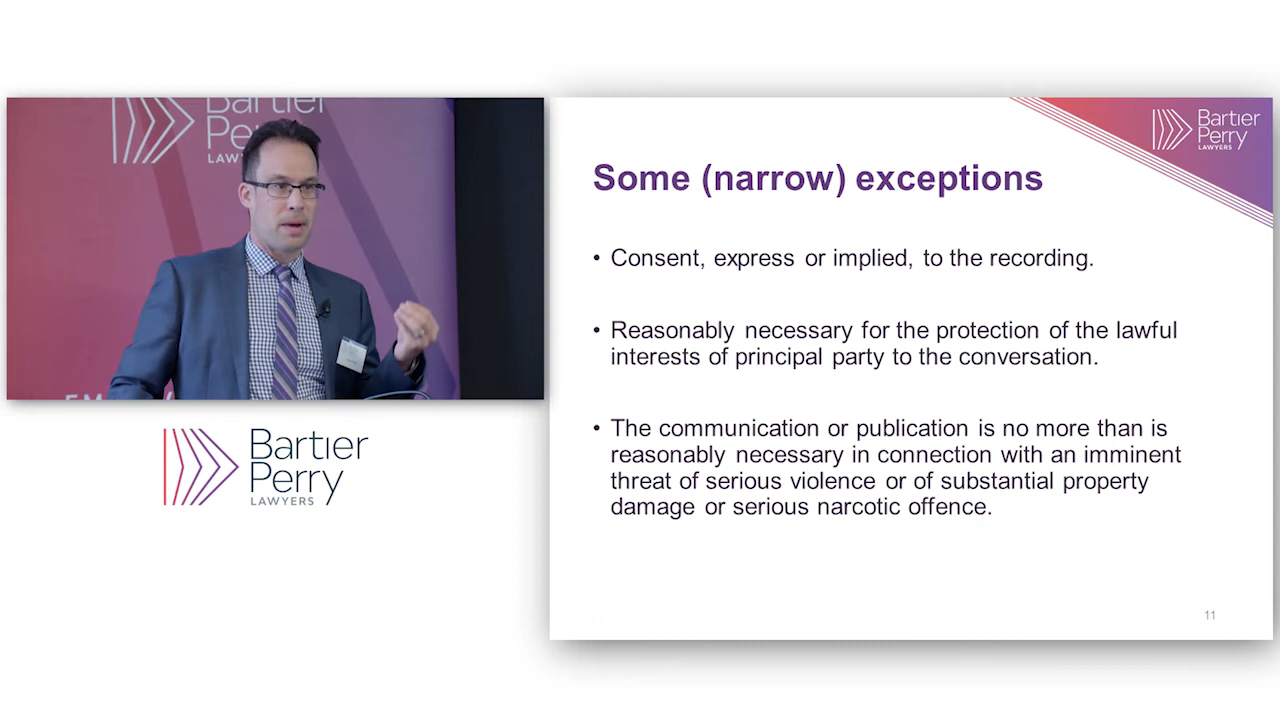 Bartier
Pe
LAW
Bartier
Perry
LAWYERS
Bartier
Perry
LAWYERS
Some (narrow) exceptions
• Consent, express or implied, to the recording.
• Reasonably necessary for the protection of the lawful
interests of principal party to the conversation.
• The communication or publication is no more than is
reasonably necessary in connection with an imminent
threat of serious violence or of substantial property
damage or serious narcotic offence.
11